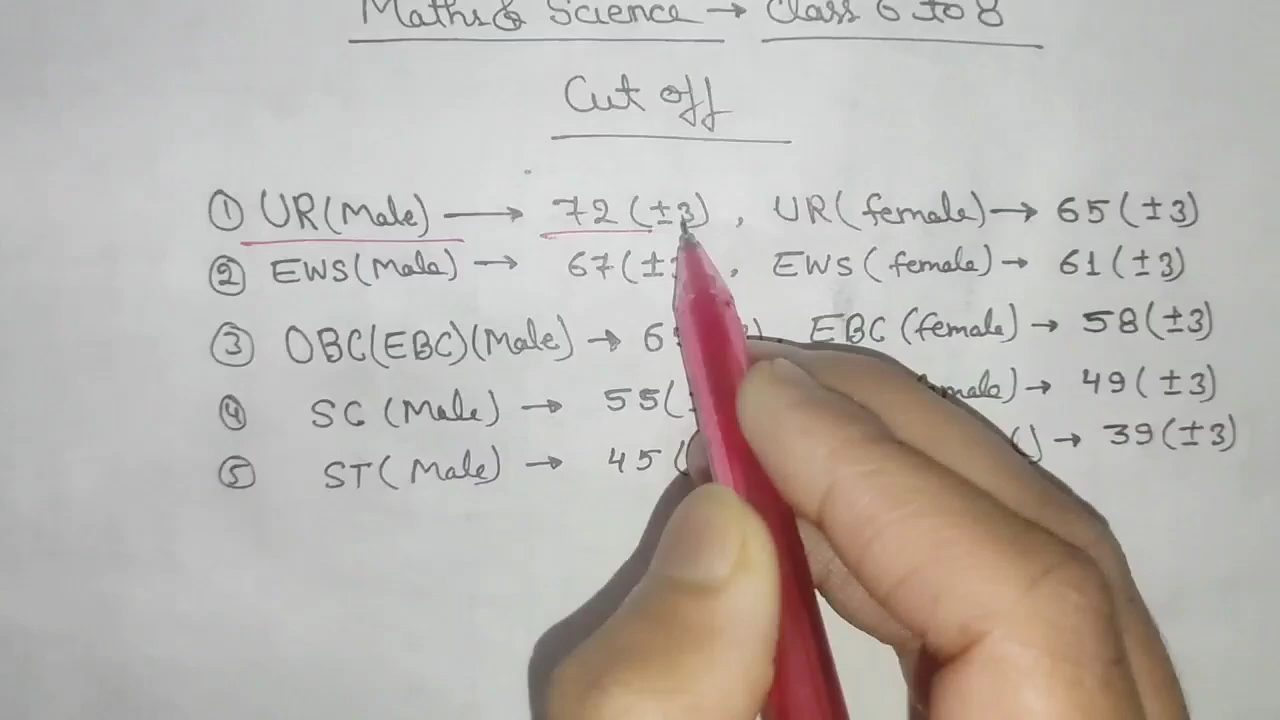 Maths & Science → Class 6 to 8
Cut off
① UR(Male) → 72 (±3), UR(female) → 65(±3)
② EWS(Male) → 67(±, EWS(female) → 61(±3)
③ OBC(EBC)(Male) → 6 EBC (female) → 58(±3)
④ SC (Male) → 55( male) → 49(±3)
⑤ ST(Male) → 45( ) → 39(±3)